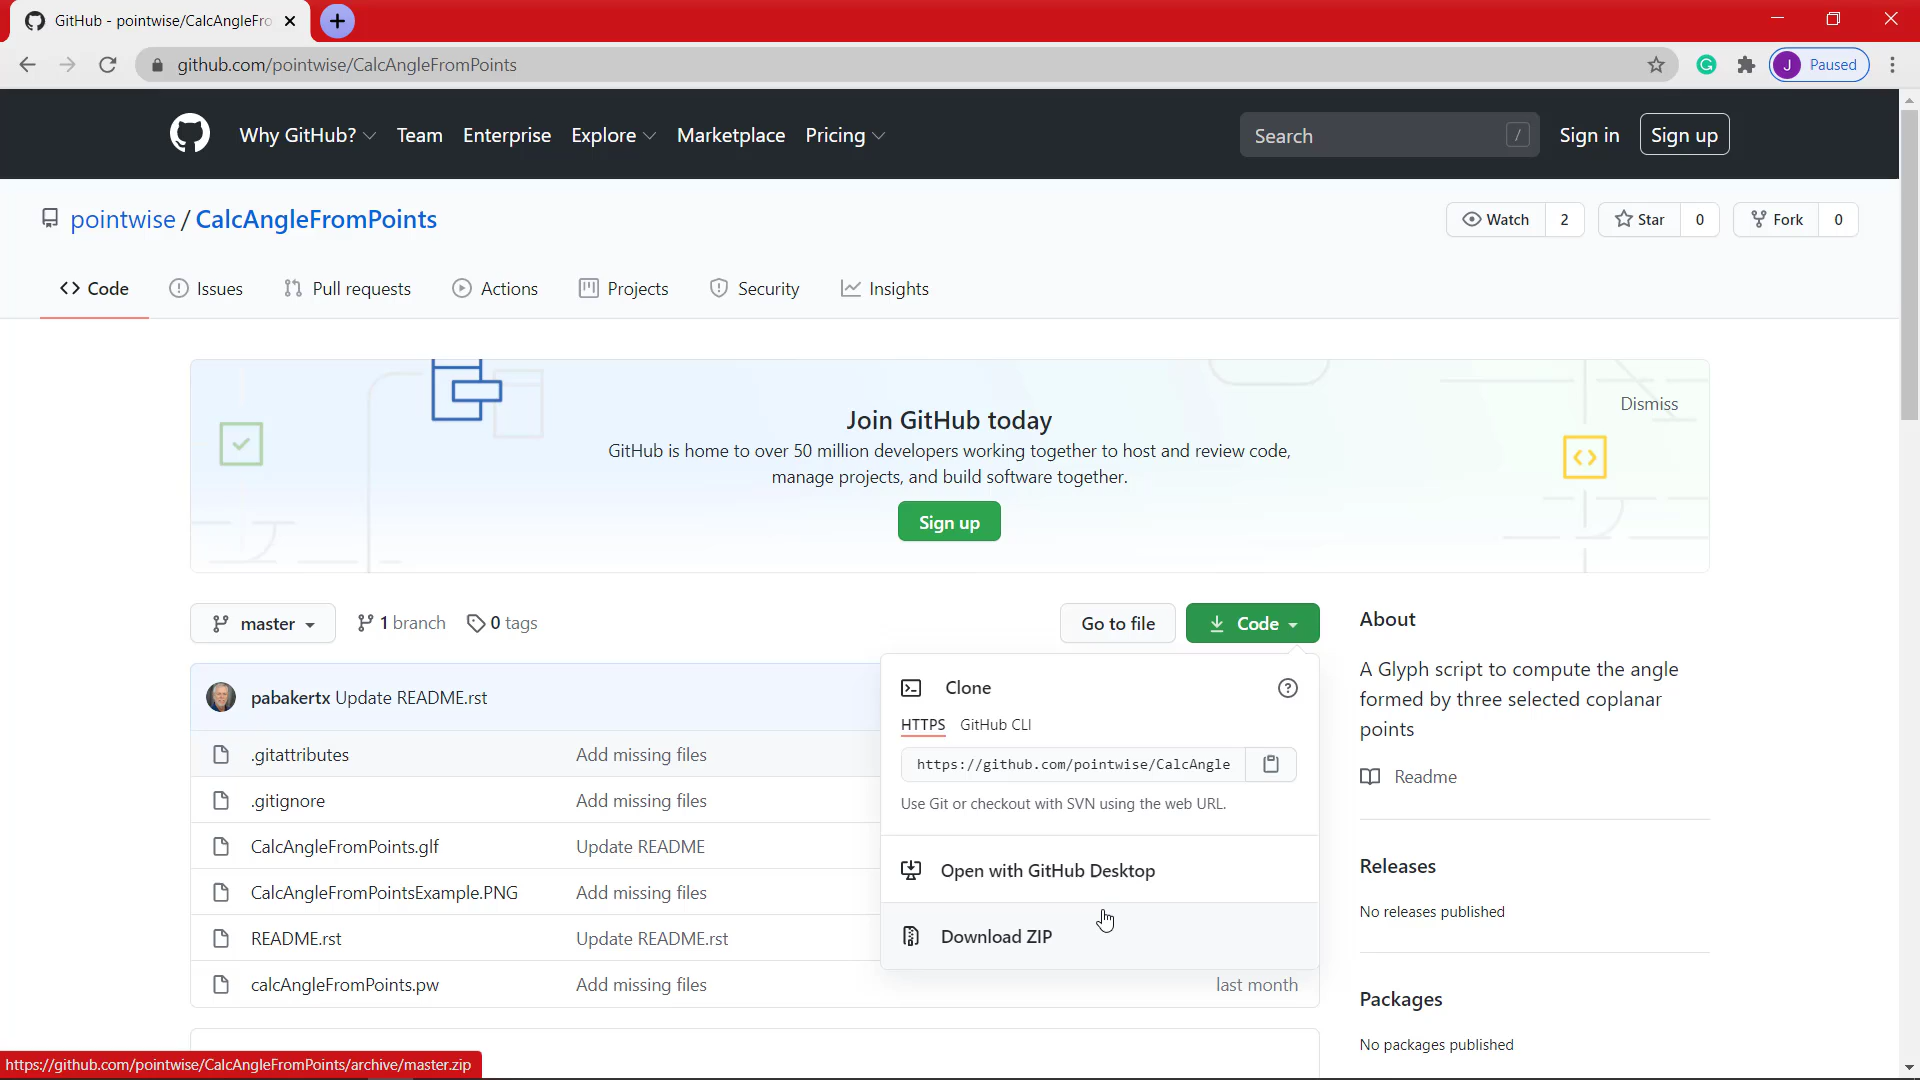 GitHub - pointwise/CalcAngleFro
github.com/pointwise/CalcAngleFromPoints
J Paused
Why GitHub? Team Enterprise Explore Marketplace Pricing
Search /
Sign in
Sign up
pointwise / CalcAngleFromPoints
Watch 2
Star 0
Fork 0
Code
Issues
Pull requests
Actions
Projects
Security
Insights
Join GitHub today
Dismiss
GitHub is home to over 50 million developers working together to host and review code,
manage projects, and build software together.
Sign up
master
1 branch
0 tags
Go to file
Code
pabakertx Update README.rst
.gitattributes Add missing files
.gitignore Add missing files
CalcAngleFromPoints.glf Update README
CalcAngleFromPointsExample.PNG Add missing files
README.rst Update README.rst
calcAngleFromPoints.pw Add missing files last month
Clone
HTTPS GitHub CLI
https://github.com/pointwise/CalcAngle
Use Git or checkout with SVN using the web URL.
Open with GitHub Desktop
Download ZIP
About
A Glyph script to compute the angle
formed by three selected coplanar
points
Readme
Releases
No releases published
Packages
No packages published
https://github.com/pointwise/CalcAngleFromPoints/archive/master.zip